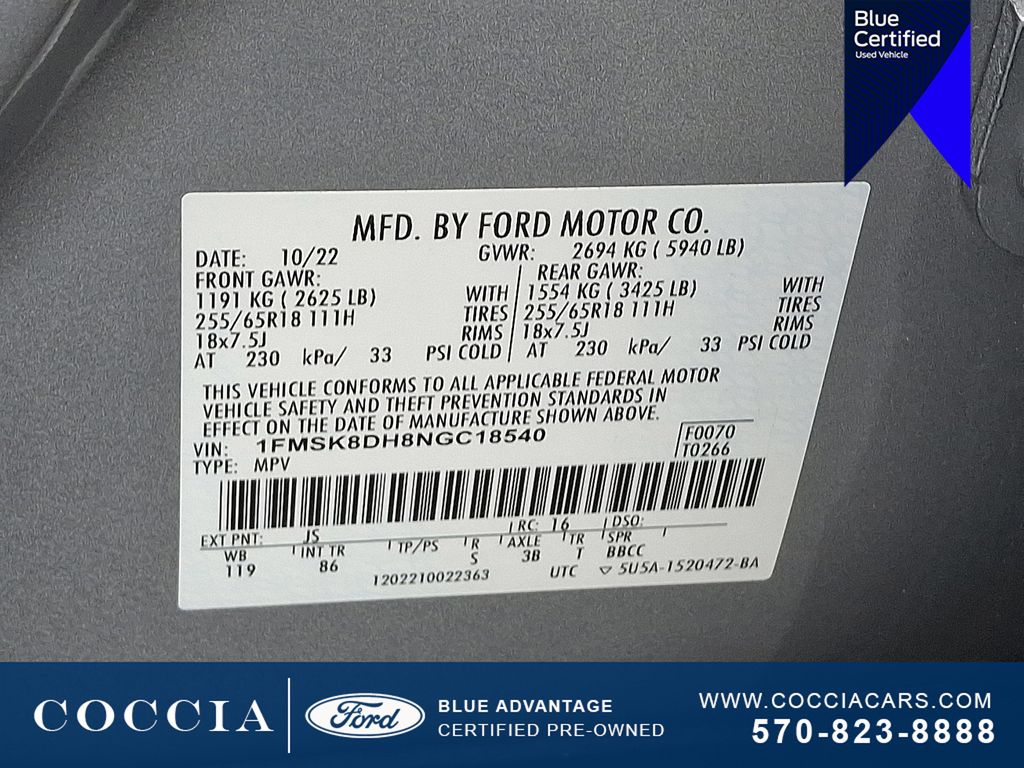 Blue
Certified
Used Vehicle
MFD. BY FORD MOTOR CO.
DATE: 10/22 GVWR: 2694 KG ( 5940 LB)
FRONT GAWR: REAR GAWR:
1191 KG ( 2625 LB) WITH 1554 KG ( 3425 LB) WITH
255/65R18 111H TIRES 255/65R18 111H TIRES
18x7.5J RIMS 18x7.5J RIMS
AT 230 kPa/ 33 PSI COLD AT 230 kPa/ 33 PSI COLD
THIS VEHICLE CONFORMS TO ALL APPLICABLE FEDERAL MOTOR
VEHICLE SAFETY AND THEFT PREVENTION STANDARDS IN
EFFECT ON THE DATE OF MANUFACTURE SHOWN ABOVE.
VIN: 1FMSK8DH8NGC18540 F0070
TYPE: MPV T0266
EXT PNT: JS RC: 16 DSO:
WB INT TR TP/PS R AXLE TR SPR
119 86 S 3B T BBCC
1202210022363 UTC ▽ 5U5A-1520472-BA
COCCIA Ford BLUE ADVANTAGE WWW.COCCIACARS.COM
CERTIFIED PRE-OWNED 570-823-8888